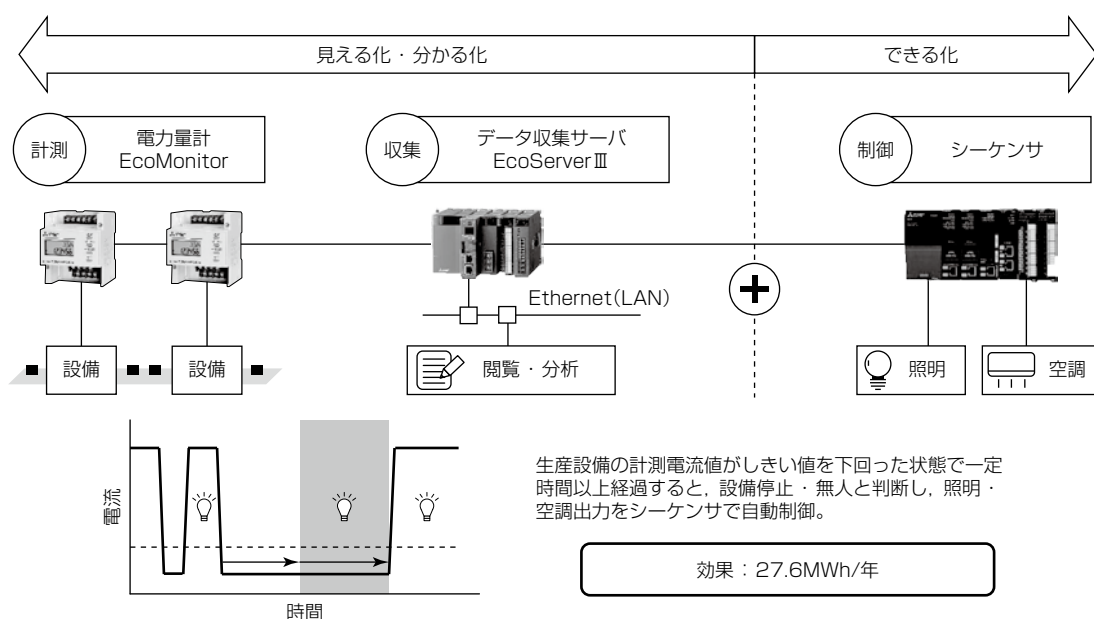 見える化・分かる化
できる化
計測
電力量計
EcoMonitor
収集
データ収集サーバ
EcoServerⅢ
制御
シーケンサ
Ethernet(LAN)
設備
設備
閲覧・分析
照明
空調
電流
時間
生産設備の計測電流値がしきい値を下回った状態で一定
時間以上経過すると,設備停止・無人と判断し,照明・
空調出力をシーケンサで自動制御。
効果:27.6MWh/年